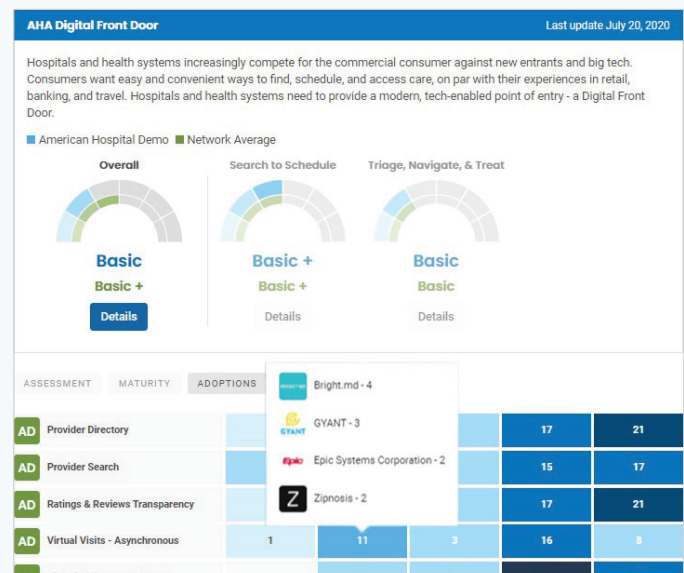 AHA Digital Front Door
Last update July 20, 2020
Hospitals and health systems increasingly compete for the commercial consumer against new entrants and big tech.
Consumers want easy and convenient ways to find, schedule, and access care, on par with their experiences in retail,
banking, and travel. Hospitals and health systems need to provide a modern, tech-enabled point of entry - a Digital Front
Door.
American Hospital Demo Network Average
Overall
Search to Schedule
Triage, Navigate, & Treat
Basic
Basic +
Basic
Basic +
Basic +
Basic
Details
Details
Details
ASSESSMENT MATURITY ADOPTIONS
Bright.md - 4
GYANT
GYANT - 3
Epic
Epic Systems Corporation - 2
Z
Zipnosis - 2
AD Provider Directory 17 21
AD Provider Search 15 17
AD Ratings & Reviews Transparency 17 21
AD Virtual Visits - Asynchronous 1 11 3 16 8